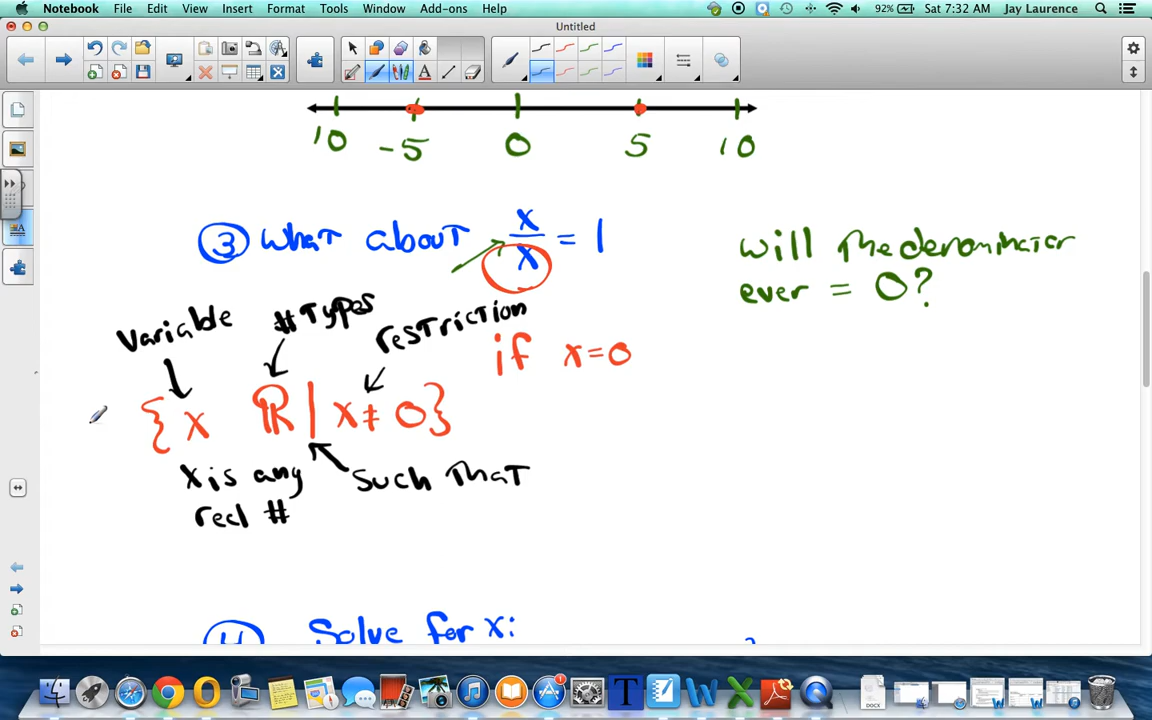 Notebook File Edit View Insert Format Tools Window Add-ons Help 92% Sat 7:32 AM Jay Laurence
Untitled
10 -5 0 5 10
③ What about x/x = 1
will the denominator
ever = 0?
Variable # Types restriction
if x=0
{x ℝ | x≠0}
x is any
real #
such that
4 Solve for x: